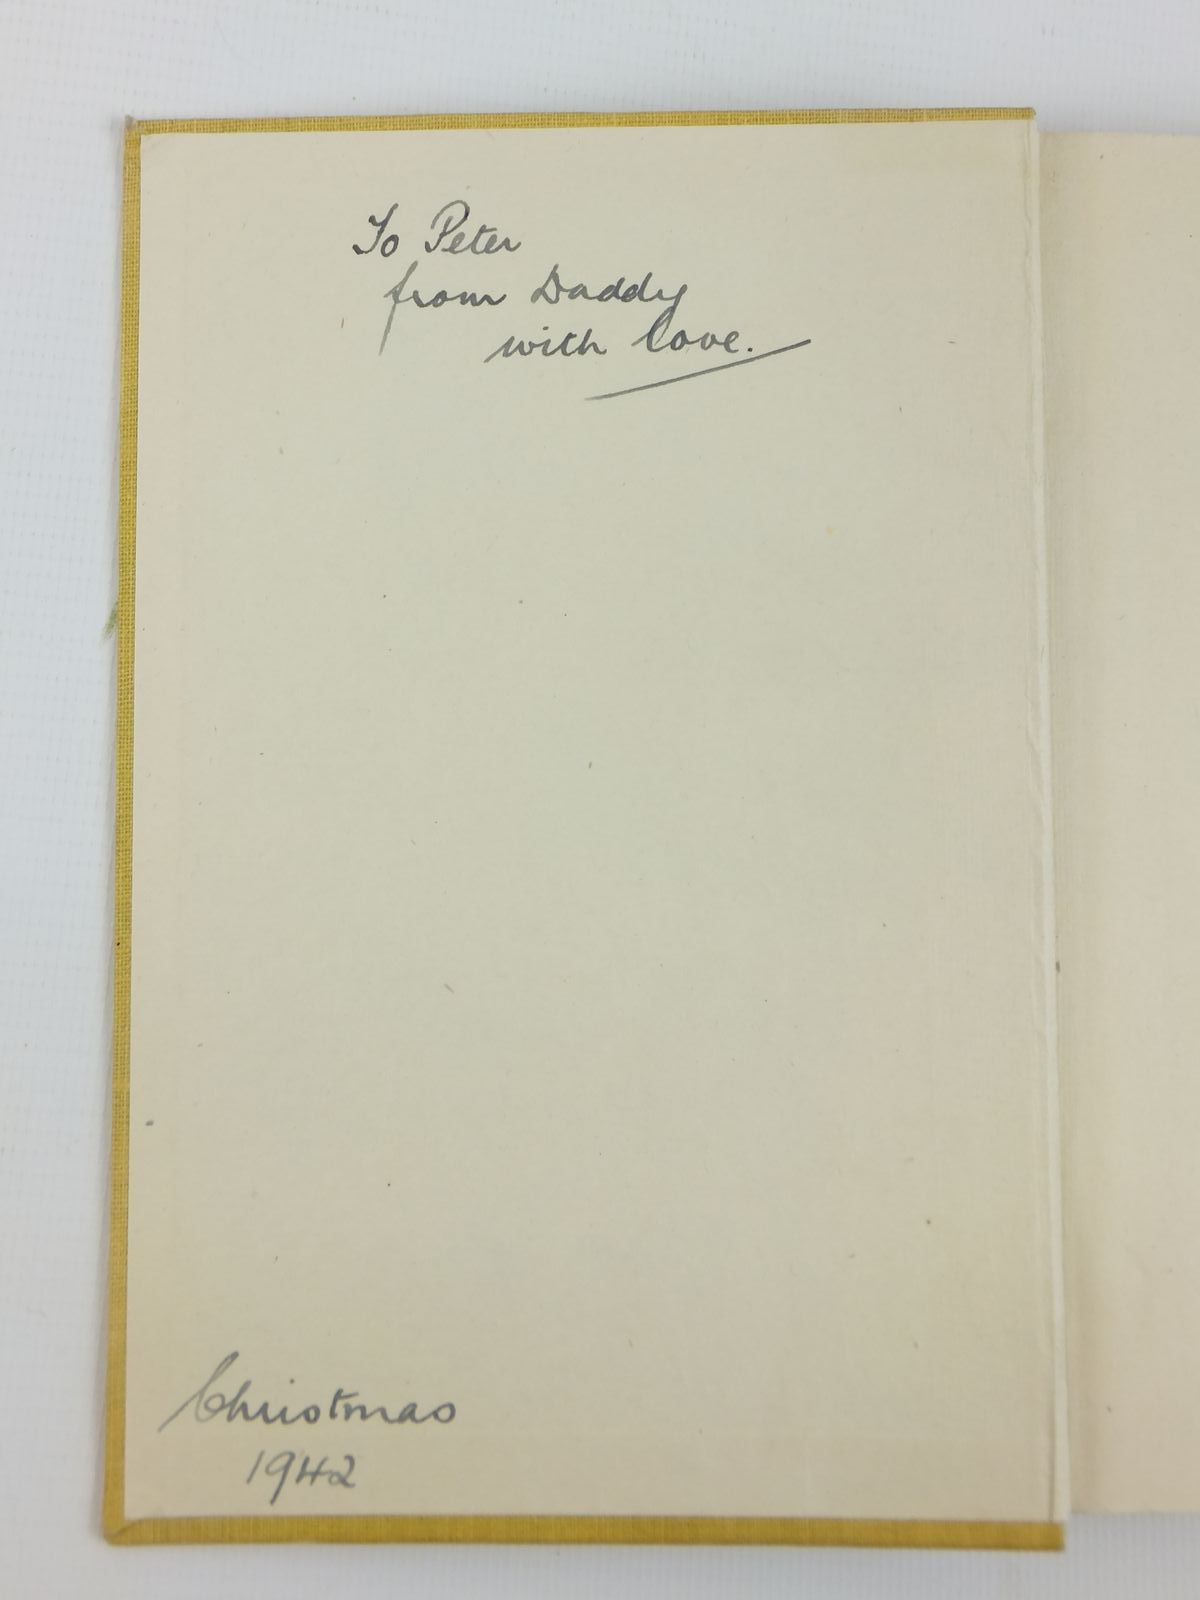 To Peter
from Daddy
with love.
Christmas
1942